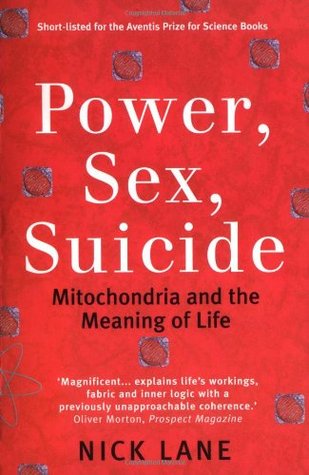 Short-listed for the Aventis Prize for Science Books
Power,
Sex,
Suicide
Mitochondria and the
Meaning of Life
‘Magnificent... explains life's workings,
fabric and inner logic with a
previously unapproachable coherence.’
Oliver Morton, Prospect Magazine
NICK LANE